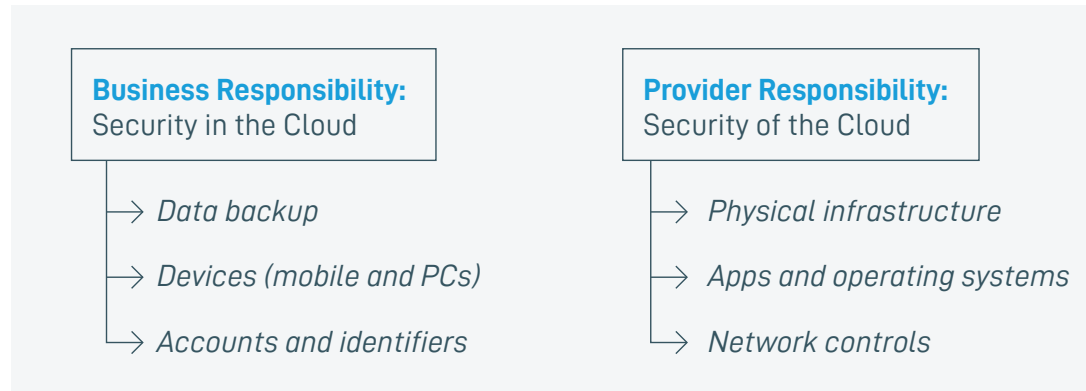 Business Responsibility:
Security in the Cloud
Data backup
Devices (mobile and PCs)
Accounts and identifiers
Provider Responsibility:
Security of the Cloud
Physical infrastructure
Apps and operating systems
Network controls